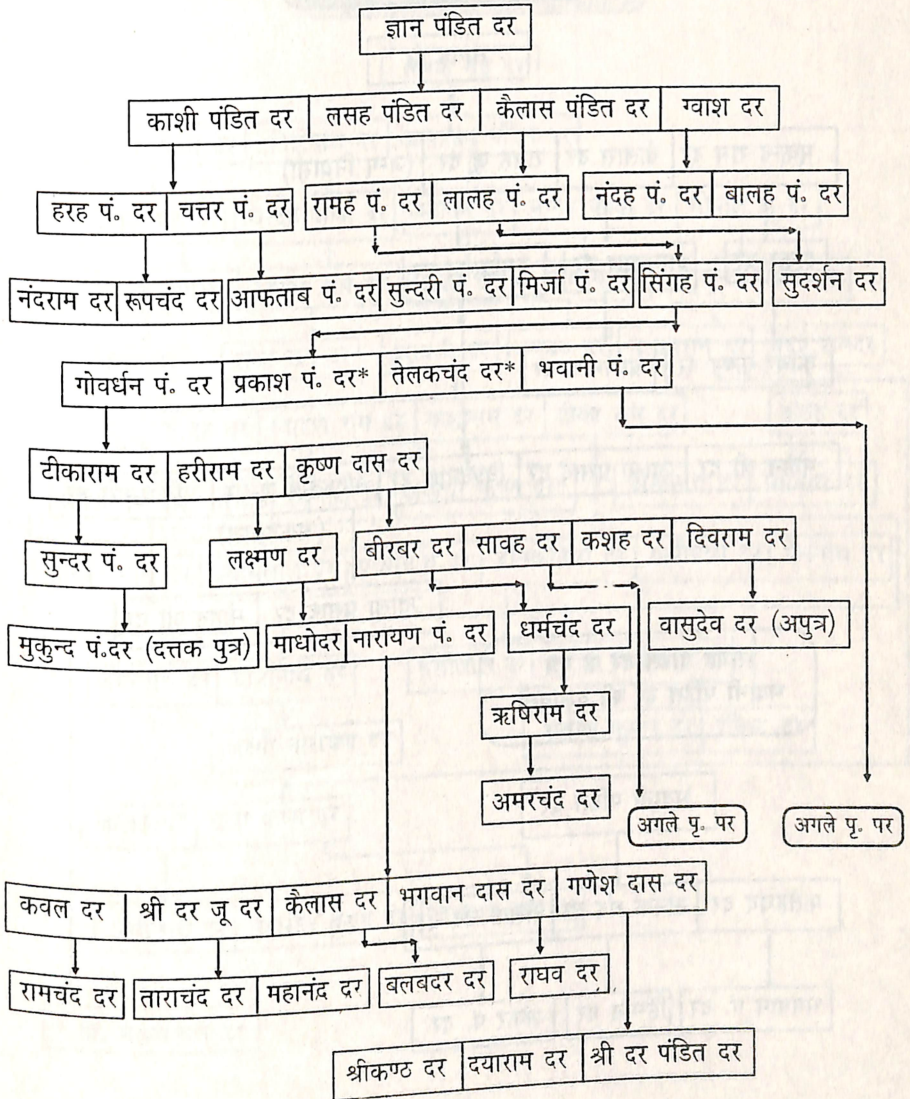 ज्ञान पंडित दर
काशी पंडित दर लसह पंडित दर कैलास पंडित दर ग्वाश दर
हरह पं. दर चत्तर पं. दर रामह पं. दर लालह पं. दर नंदह पं. दर बालह पं. दर
नंदराम दर रूपचंद दर आफताब पं. दर सुन्दरी पं. दर मिर्जा पं. दर सिंगह पं. दर सुदर्शन दर
गोवर्धन पं. दर प्रकाश पं. दर* तेलकचंद दर* भवानी पं. दर
टीकाराम दर हरीराम दर कृष्ण दास दर
सुन्दर पं. दर लक्ष्मण दर बीरबर दर सावह दर कशह दर दिवराम दर
मुकुन्द पं.दर (दत्तक पुत्र) माधोदर नारायण पं. दर धर्मचंद दर वासुदेव दर (अपुत्र)
ऋषिराम दर
अमरचंद दर
अगले पृ. पर अगले पृ. पर
कवल दर श्री दर जू दर कैलास दर भगवान दास दर गणेश दास दर
रामचंद दर ताराचंद दर महानंद दर बलबदर दर राघव दर
श्रीकण्ठ दर दयाराम दर श्री दर पंडित दर